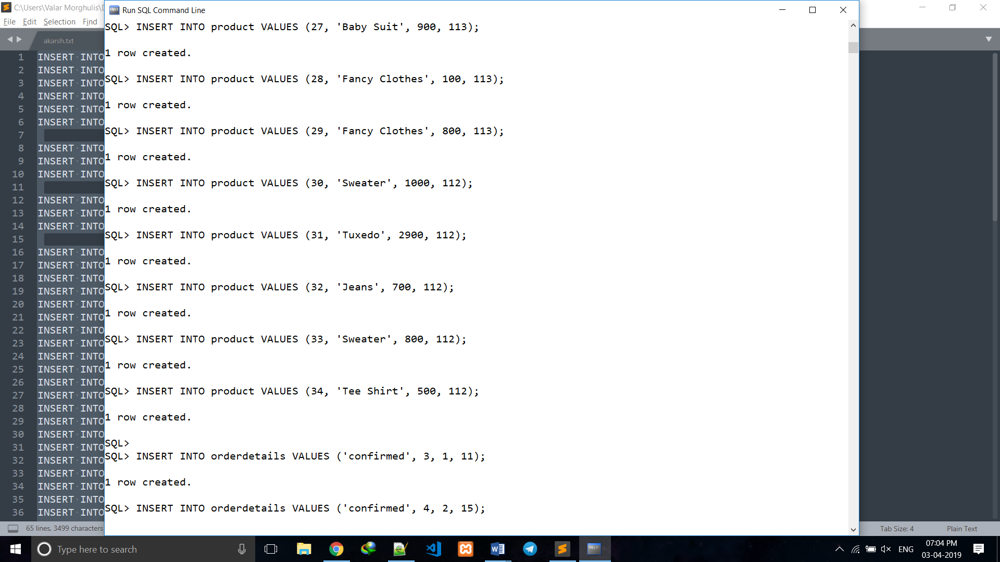 C:\Users\Valar Morghulis\
Run SQL Command Line
File Edit Selection Find
akarsh.txt
1 INSERT INTO
2 INSERT INTO
3 INSERT INTO
4 INSERT INTO
5 INSERT INTO
6 INSERT INTO
7
8 INSERT INTO
9 INSERT INTO
10 INSERT INTO
11
12 INSERT INTO
13 INSERT INTO
14 INSERT INTO
15
16 INSERT INTO
17 INSERT INTO
18 INSERT INTO
19 INSERT INTO
20 INSERT INTO
21 INSERT INTO
22 INSERT INTO
23 INSERT INTO
24 INSERT INTO
25 INSERT INTO
26 INSERT INTO
27 INSERT INTO
28 INSERT INTO
29 INSERT INTO
30 INSERT INTO
31 INSERT INTO
32 INSERT INTO
33 INSERT INTO
34 INSERT INTO
35 INSERT INTO
36 INSERT INTO
SQL> INSERT INTO product VALUES (27, 'Baby Suit', 900, 113);
1 row created.
SQL> INSERT INTO product VALUES (28, 'Fancy Clothes', 100, 113);
1 row created.
SQL> INSERT INTO product VALUES (29, 'Fancy Clothes', 800, 113);
1 row created.
SQL> INSERT INTO product VALUES (30, 'Sweater', 1000, 112);
1 row created.
SQL> INSERT INTO product VALUES (31, 'Tuxedo', 2900, 112);
1 row created.
SQL> INSERT INTO product VALUES (32, 'Jeans', 700, 112);
1 row created.
SQL> INSERT INTO product VALUES (33, 'Sweater', 800, 112);
1 row created.
SQL> INSERT INTO product VALUES (34, 'Tee Shirt', 500, 112);
1 row created.
SQL>
SQL> INSERT INTO orderdetails VALUES ('confirmed', 3, 1, 11);
1 row created.
SQL> INSERT INTO orderdetails VALUES ('confirmed', 4, 2, 15);
65 lines, 3499 characters
Tab Size: 4 Plain Text
Type here to search
SQL>
ENG
07:04 PM
03-04-2019